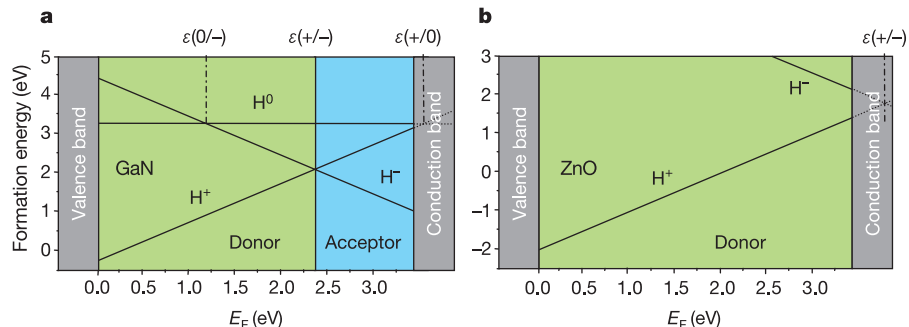 a
ε(0/−) ε(+/−) ε(+/0)
Formation energy (eV)
5
4
3
2
1
0
Valence band
GaN
H⁰
H⁺
H⁻
Donor
Acceptor
Conduction band
0.0 0.5 1.0 1.5 2.0 2.5 3.0
E_F (eV)
b
ε(+/−)
3
2
1
0
−1
−2
Valence band
ZnO
H⁻
H⁺
Donor
Conduction band
0.0 0.5 1.0 1.5 2.0 2.5 3.0
E_F (eV)